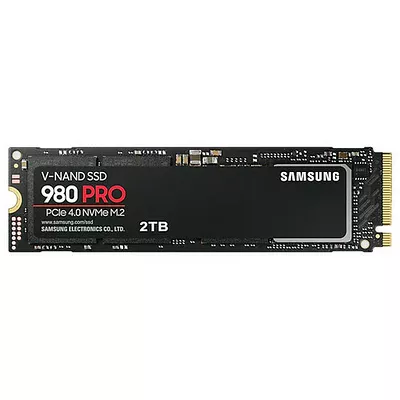 V-NAND SSD
980 PRO
PCIe 4.0 NVMe M.2
www.samsung.com/ssd
SAMSUNG ELECTRONICS CO., LTD.
2TB
SAMSUNG